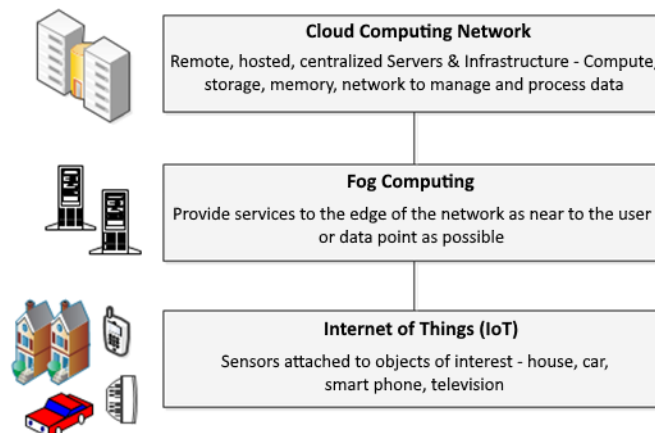 Cloud Computing Network
Remote, hosted, centralized Servers & Infrastructure - Compute,
storage, memory, network to manage and process data
Fog Computing
Provide services to the edge of the network as near to the user
or data point as possible
Internet of Things (IoT)
Sensors attached to objects of interest - house, car,
smart phone, television